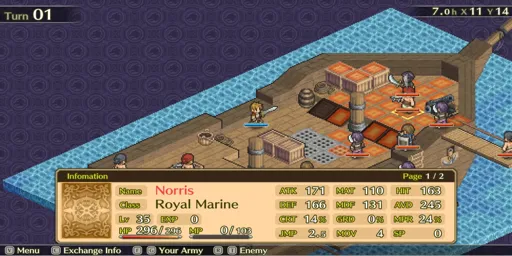 Turn 01
7.0h X 11 Y 14
Infomation
Page 1 / 2
Name Norris
Class Royal Marine
Lv 35 EXP 0
HP 296/296 MP 0/103
ATK 171 MAT 110 HIT 163
DEF 166 MDF 131 AVD 245
CRT 14% GRD 0% MFR 24%
JMP 2.5 MOV 4 SP 0
Menu Exchange Info Your Army Enemy